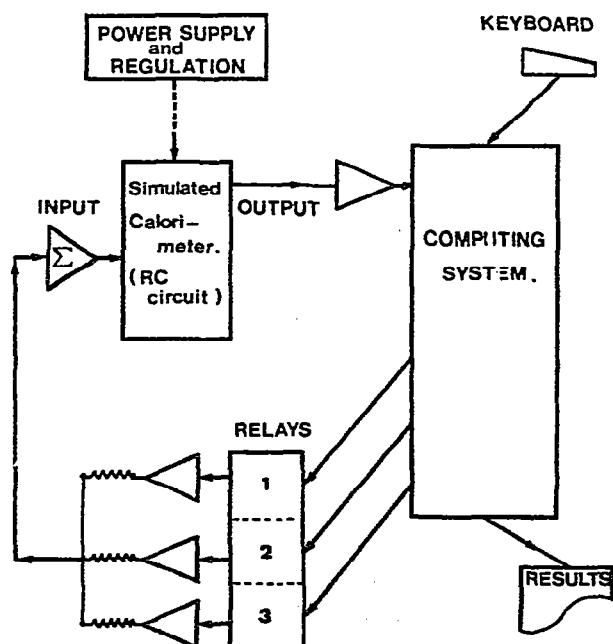 POWER SUPPLY
and
REGULATION
KEYBOARD
INPUT
Σ
Simulated
Calori-
meter.
(RC
circuit)
OUTPUT
COMPUTING
SYSTEM.
RELAYS
1
2
3
RESULTS